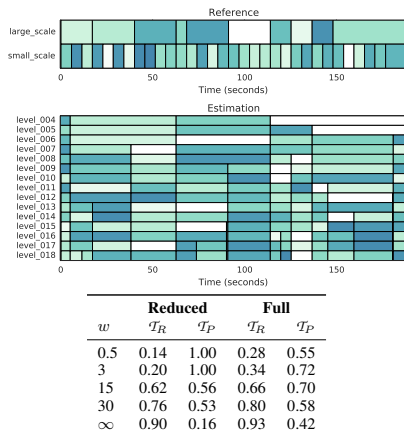 Reference
large_scale
small_scale
0 50 100 150
Time (seconds)
Estimation
level_004
level_005
level_006
level_007
level_008
level_009
level_010
level_011
level_012
level_013
level_014
level_015
level_016
level_017
level_018
0 50 100 150
Time (seconds)
Reduced Full
w 𝒯R 𝒯P 𝒯R 𝒯P
0.5 0.14 1.00 0.28 0.55
3 0.20 1.00 0.34 0.72
15 0.62 0.56 0.66 0.70
30 0.76 0.53 0.80 0.58
∞ 0.90 0.16 0.93 0.42